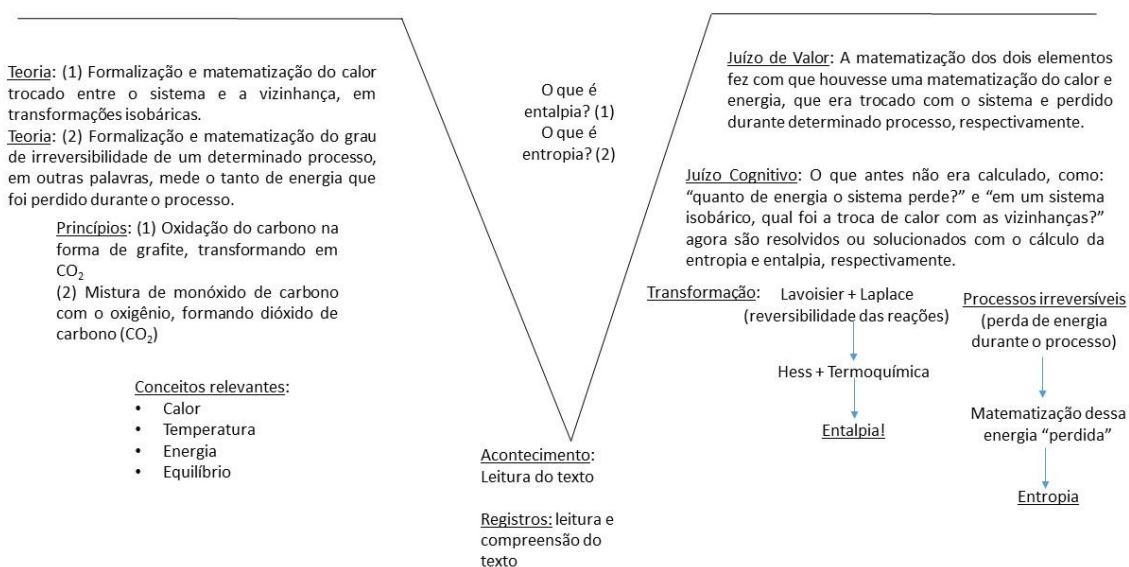 Teoria: (1) Formalização e matematização do calor
trocado entre o sistema e a vizinhança, em
transformações isobáricas.
Teoria: (2) Formalização e matematização do grau
de irreversibilidade de um determinado processo,
em outras palavras, mede o tanto de energia que
foi perdido durante o processo.
Princípios: (1) Oxidação do carbono na
forma de grafite, transformando em
CO₂
(2) Mistura de monóxido de carbono
com o oxigênio, formando dióxido de
carbono (CO₂)
Conceitos relevantes:
• Calor
• Temperatura
• Energia
• Equilíbrio
O que é
entalpia? (1)
O que é
entropia? (2)
Acontecimento:
Leitura do texto
Registros: leitura e
compreensão do
texto
Juízo de Valor: A matematização dos dois elementos
fez com que houvesse uma matematização do calor e
energia, que era trocado com o sistema e perdido
durante determinado processo, respectivamente.
Juízo Cognitivo: O que antes não era calculado, como:
“quanto de energia o sistema perde?” e “em um sistema
isobárico, qual foi a troca de calor com as vizinhanças?”
agora são resolvidos ou solucionados com o cálculo da
entropia e entalpia, respectivamente.
Transformação:
Lavoisier + Laplace
(reversibilidade das reações)
Hess + Termoquímica
Entalpia!
Processos irreversíveis
(perda de energia
durante o processo)
Matematização dessa
energia “perdida”
Entropia